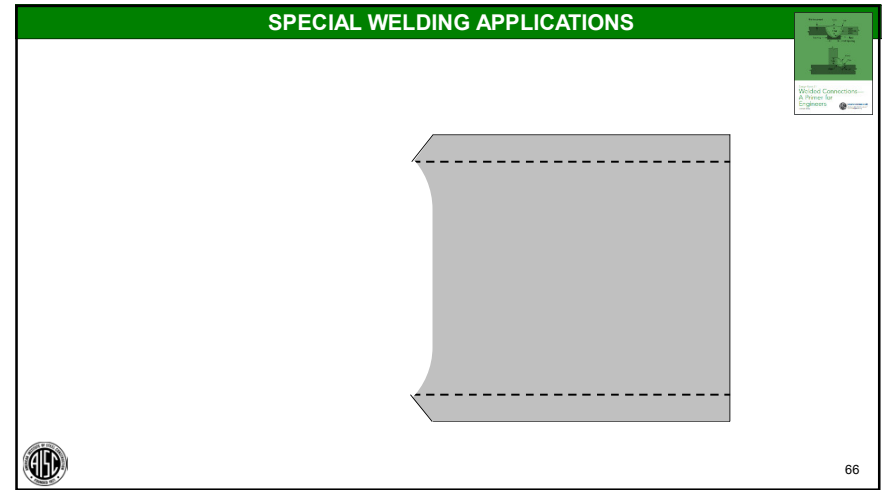 SPECIAL WELDING APPLICATIONS
Welded Connections—
A Primer for
Engineers
66